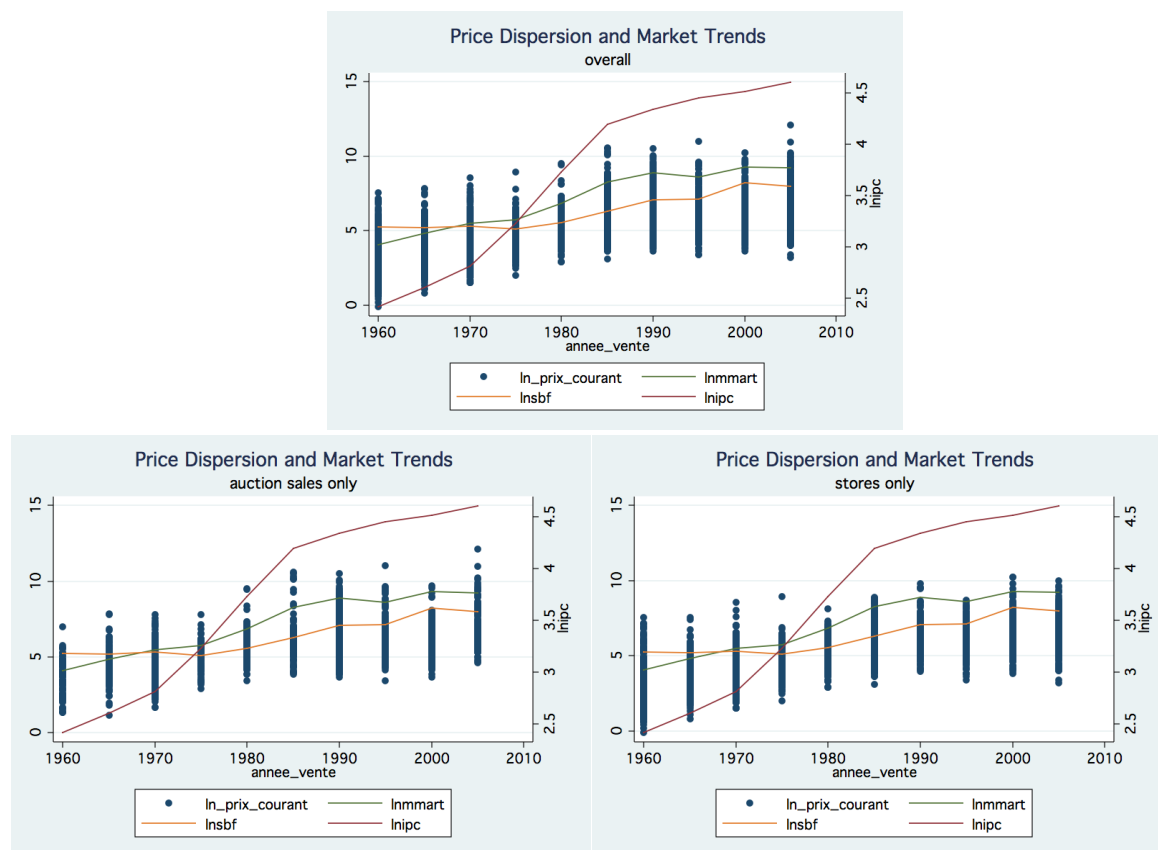 Price Dispersion and Market Trends
overall
15
10
5
0
4.5
4
3.5
3
2.5
lnipc
1960 1970 1980 1990 2000 2010
annee_vente
ln_prix_courant lnmmart
lnsbf lnipc
Price Dispersion and Market Trends
auction sales only
15
10
5
0
4.5
4
3.5
3
2.5
lnipc
1960 1970 1980 1990 2000 2010
annee_vente
ln_prix_courant lnmmart
lnsbf lnipc
Price Dispersion and Market Trends
stores only
15
10
5
0
4.5
4
3.5
3
2.5
lnipc
1960 1970 1980 1990 2000 2010
annee_vente
ln_prix_courant lnmmart
lnsbf lnipc